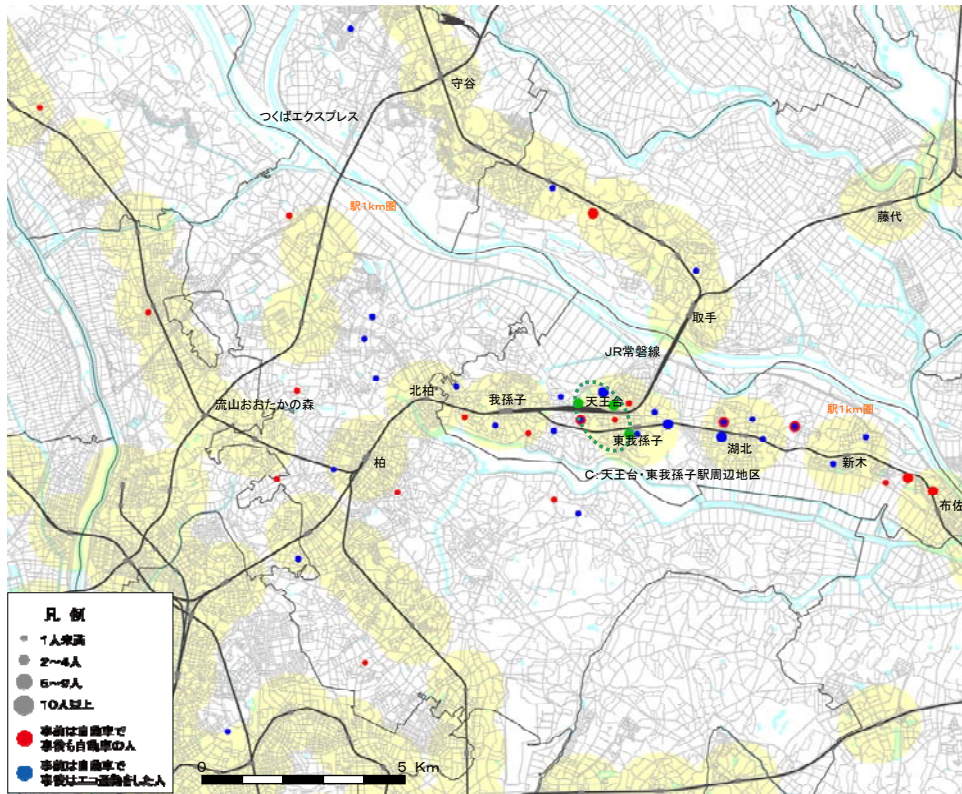 守谷
つくばエクスプレス
駅1km圏
藤代
取手
JR常磐線
北柏
我孫子
天王台
流山おおたかの森
駅1km圏
柏
東我孫子
湖北
新木
C:天王台・東我孫子駅周辺地区
布佐
凡 例
1人未満
2～4人
5～9人
10人以上
事前は自動車で
事後も自動車の人
事前は自動車で
事後はエコ通勤をした人
0 5 Km